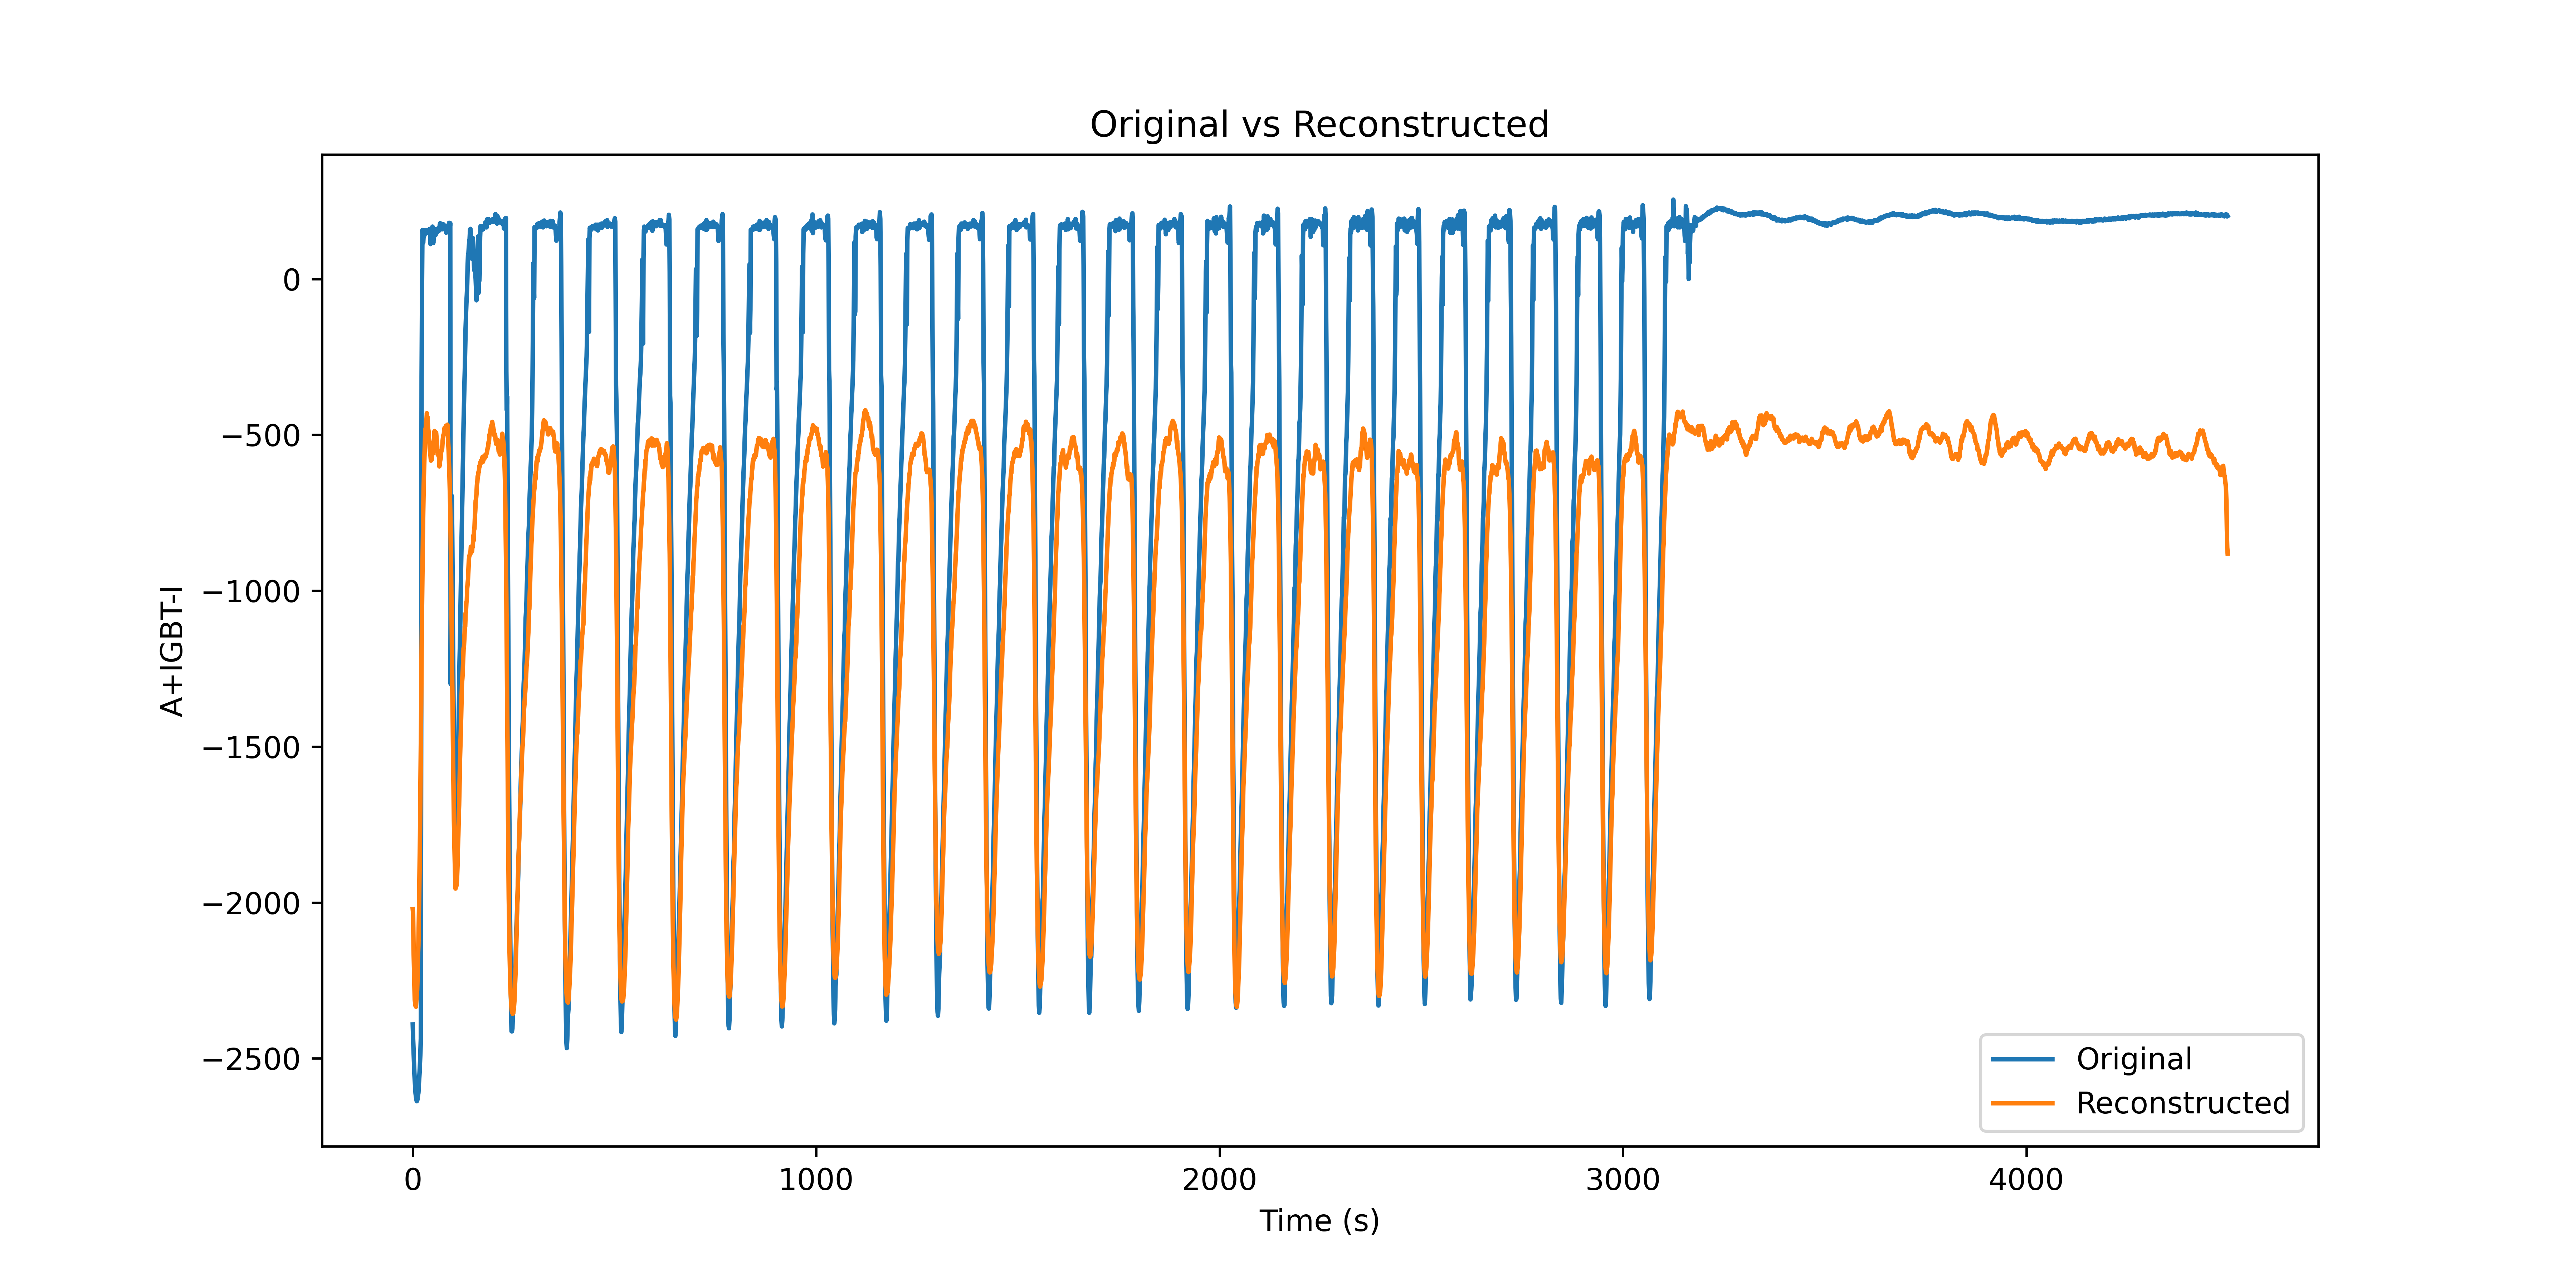 Original vs Reconstructed
A+IGBT-I
0
−500
−1000
−1500
−2000
−2500
0 1000 2000 3000 4000
Time (s)
Original
Reconstructed